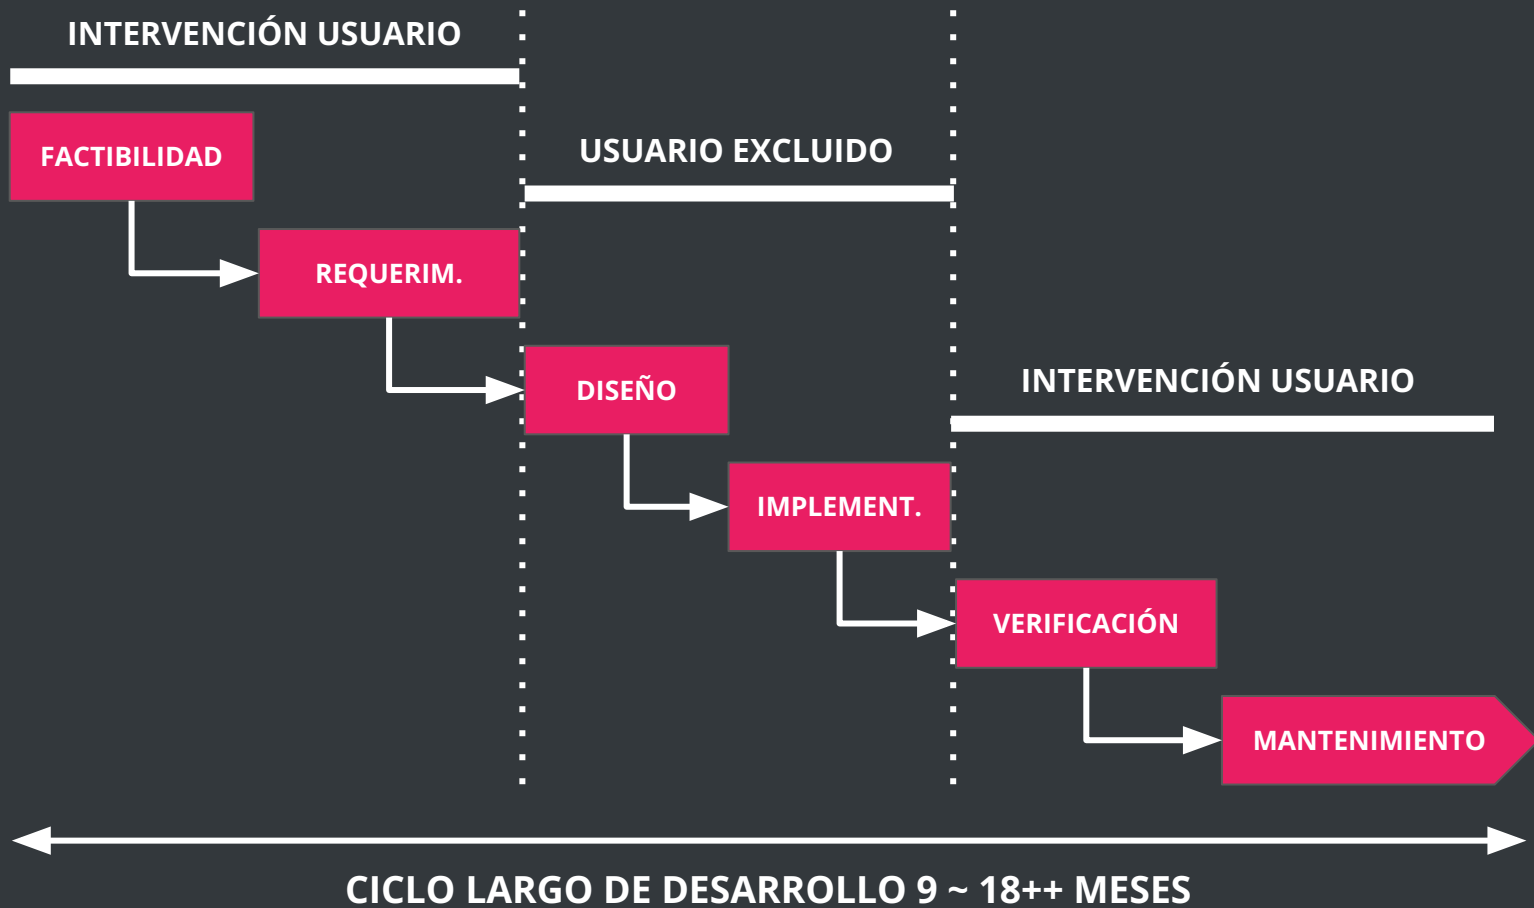 INTERVENCIÓN USUARIO
FACTIBILIDAD
USUARIO EXCLUIDO
REQUERIM.
DISEÑO
INTERVENCIÓN USUARIO
IMPLEMENT.
VERIFICACIÓN
MANTENIMIENTO
CICLO LARGO DE DESARROLLO 9 ~ 18++ MESES